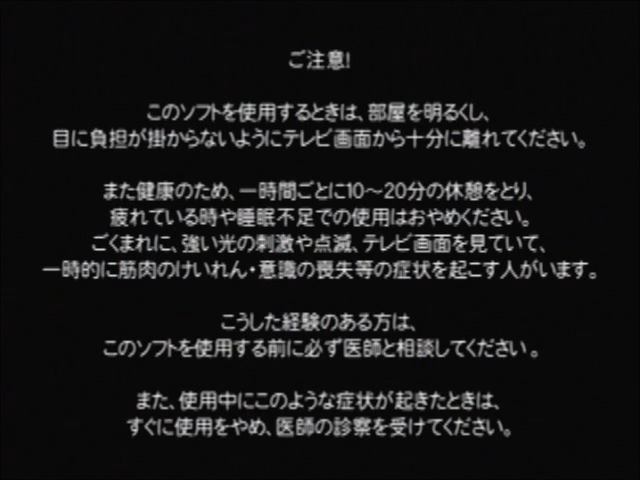 ご注意!
このソフトを使用するときは、部屋を明るくし、
目に負担が掛からないようにテレビ画面から十分に離れてください。
また健康のため、一時間ごとに10～20分の休憩をとり、
疲れている時や睡眠不足での使用はおやめください。
ごくまれに、強い光の刺激や点滅、テレビ画面を見ていて、
一時的に筋肉のけいれん・意識の喪失等の症状を起こす人がいます。
こうした経験のある方は、
このソフトを使用する前に必ず医師と相談してください。
また、使用中にこのような症状が起きたときは、
すぐに使用をやめ、医師の診察を受けてください。